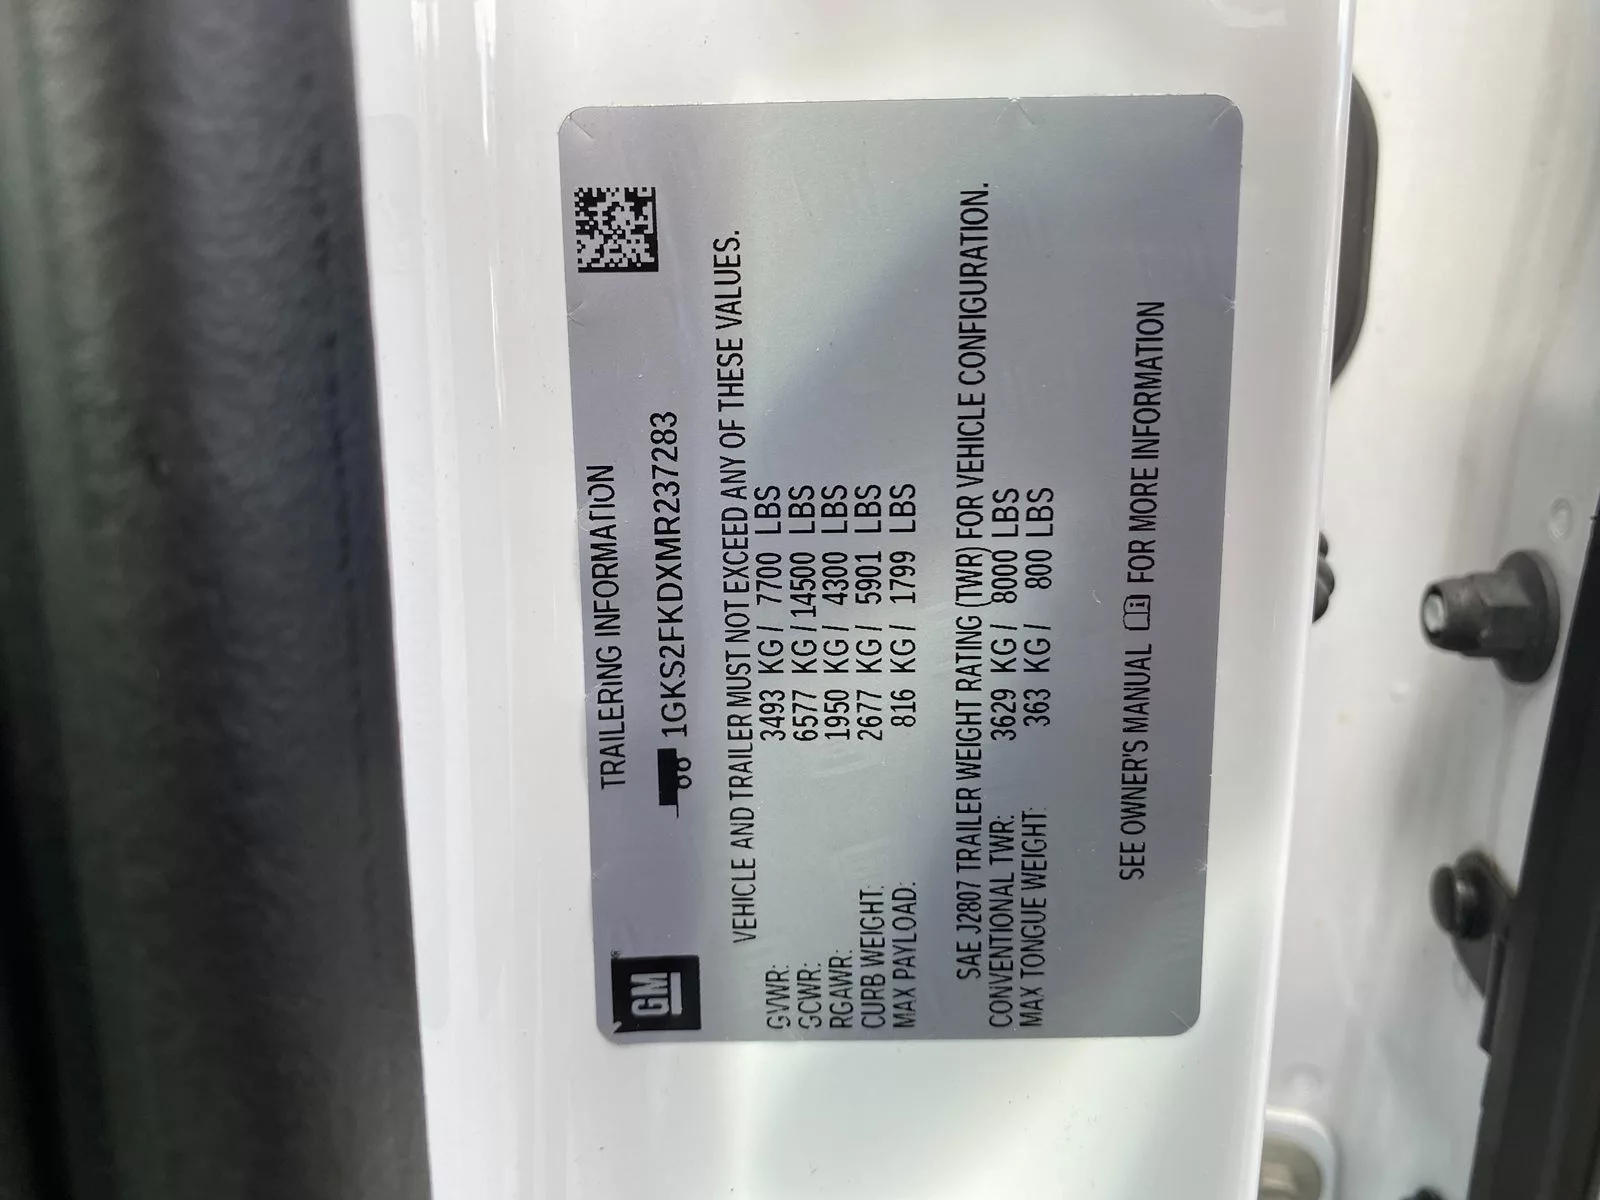 GM
TRAILERING INFORMATION
1GKS2FKDXMR237283
VEHICLE AND TRAILER MUST NOT EXCEED ANY OF THESE VALUES.
GVWR: 3493 KG / 7700 LBS
GCWR: 6577 KG / 14500 LBS
RGAWR: 1950 KG / 4300 LBS
CURB WEIGHT: 2677 KG / 5901 LBS
MAX PAYLOAD: 816 KG / 1799 LBS
SAE J2807 TRAILER WEIGHT RATING (TWR) FOR VEHICLE CONFIGURATION.
CONVENTIONAL TWR: 3629 KG / 8000 LBS
MAX TONGUE WEIGHT: 363 KG / 800 LBS
SEE OWNER'S MANUAL FOR MORE INFORMATION